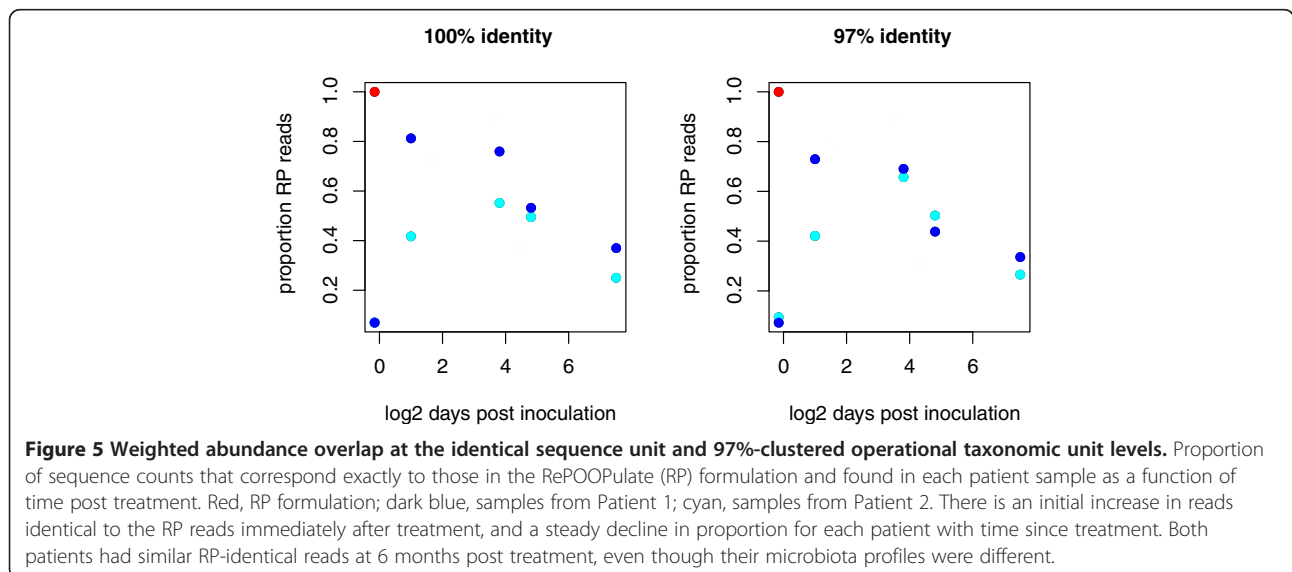 100% identity
97% identity
proportion RP reads
0.2 0.4 0.6 0.8 1.0
0 2 4 6
log2 days post inoculation
proportion RP reads
0.2 0.4 0.6 0.8 1.0
0 2 4 6
log2 days post inoculation
Figure 5 Weighted abundance overlap at the identical sequence unit and 97%-clustered operational taxonomic unit levels. Proportion
of sequence counts that correspond exactly to those in the RePOOPulate (RP) formulation and found in each patient sample as a function of
time post treatment. Red, RP formulation; dark blue, samples from Patient 1; cyan, samples from Patient 2. There is an initial increase in reads
identical to the RP reads immediately after treatment, and a steady decline in proportion for each patient with time since treatment. Both
patients had similar RP-identical reads at 6 months post treatment, even though their microbiota profiles were different.